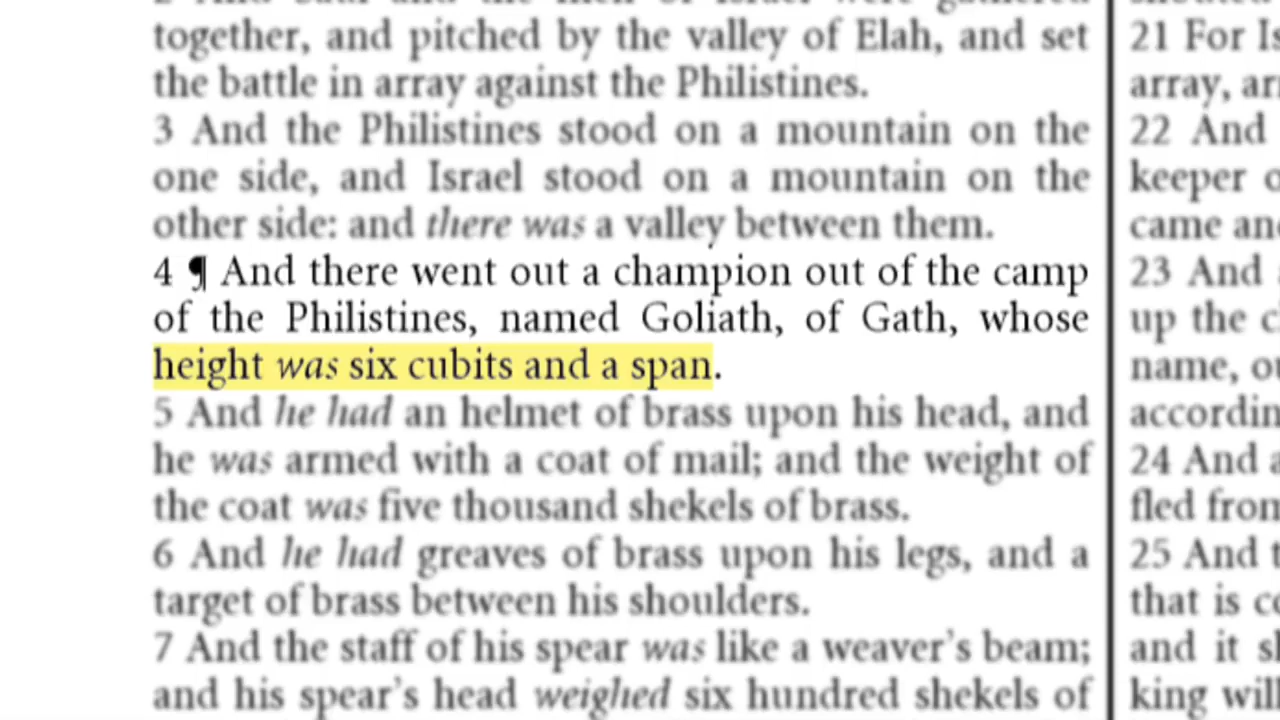 together, and pitched by the valley of Elah, and set
the battle in array against the Philistines.
3 And the Philistines stood on a mountain on the
one side, and Israel stood on a mountain on the
other side: and there was a valley between them.
4 ¶ And there went out a champion out of the camp
of the Philistines, named Goliath, of Gath, whose
height was six cubits and a span.
5 And he had an helmet of brass upon his head, and
he was armed with a coat of mail; and the weight of
the coat was five thousand shekels of brass.
6 And he had greaves of brass upon his legs, and a
target of brass between his shoulders.
7 And the staff of his spear was like a weaver's beam;
and his spear's head weighed six hundred shekels of
21 For
array,
22 And
keeper
came
23 And
up the
name,
24 And
fled
25 And
that is
and it
king